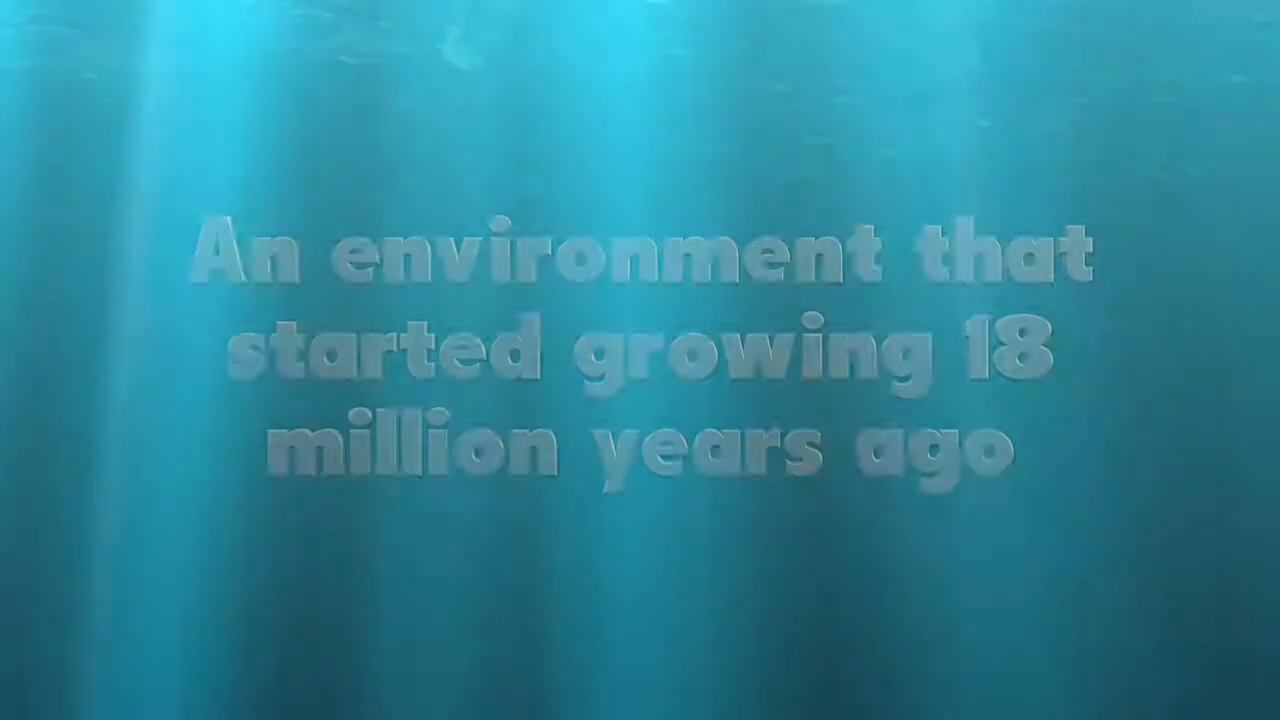 An environment that
started growing 18
million years ago